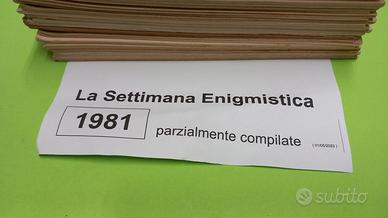 La Settimana Enigmistica
1981
parzialmente compilate
subito